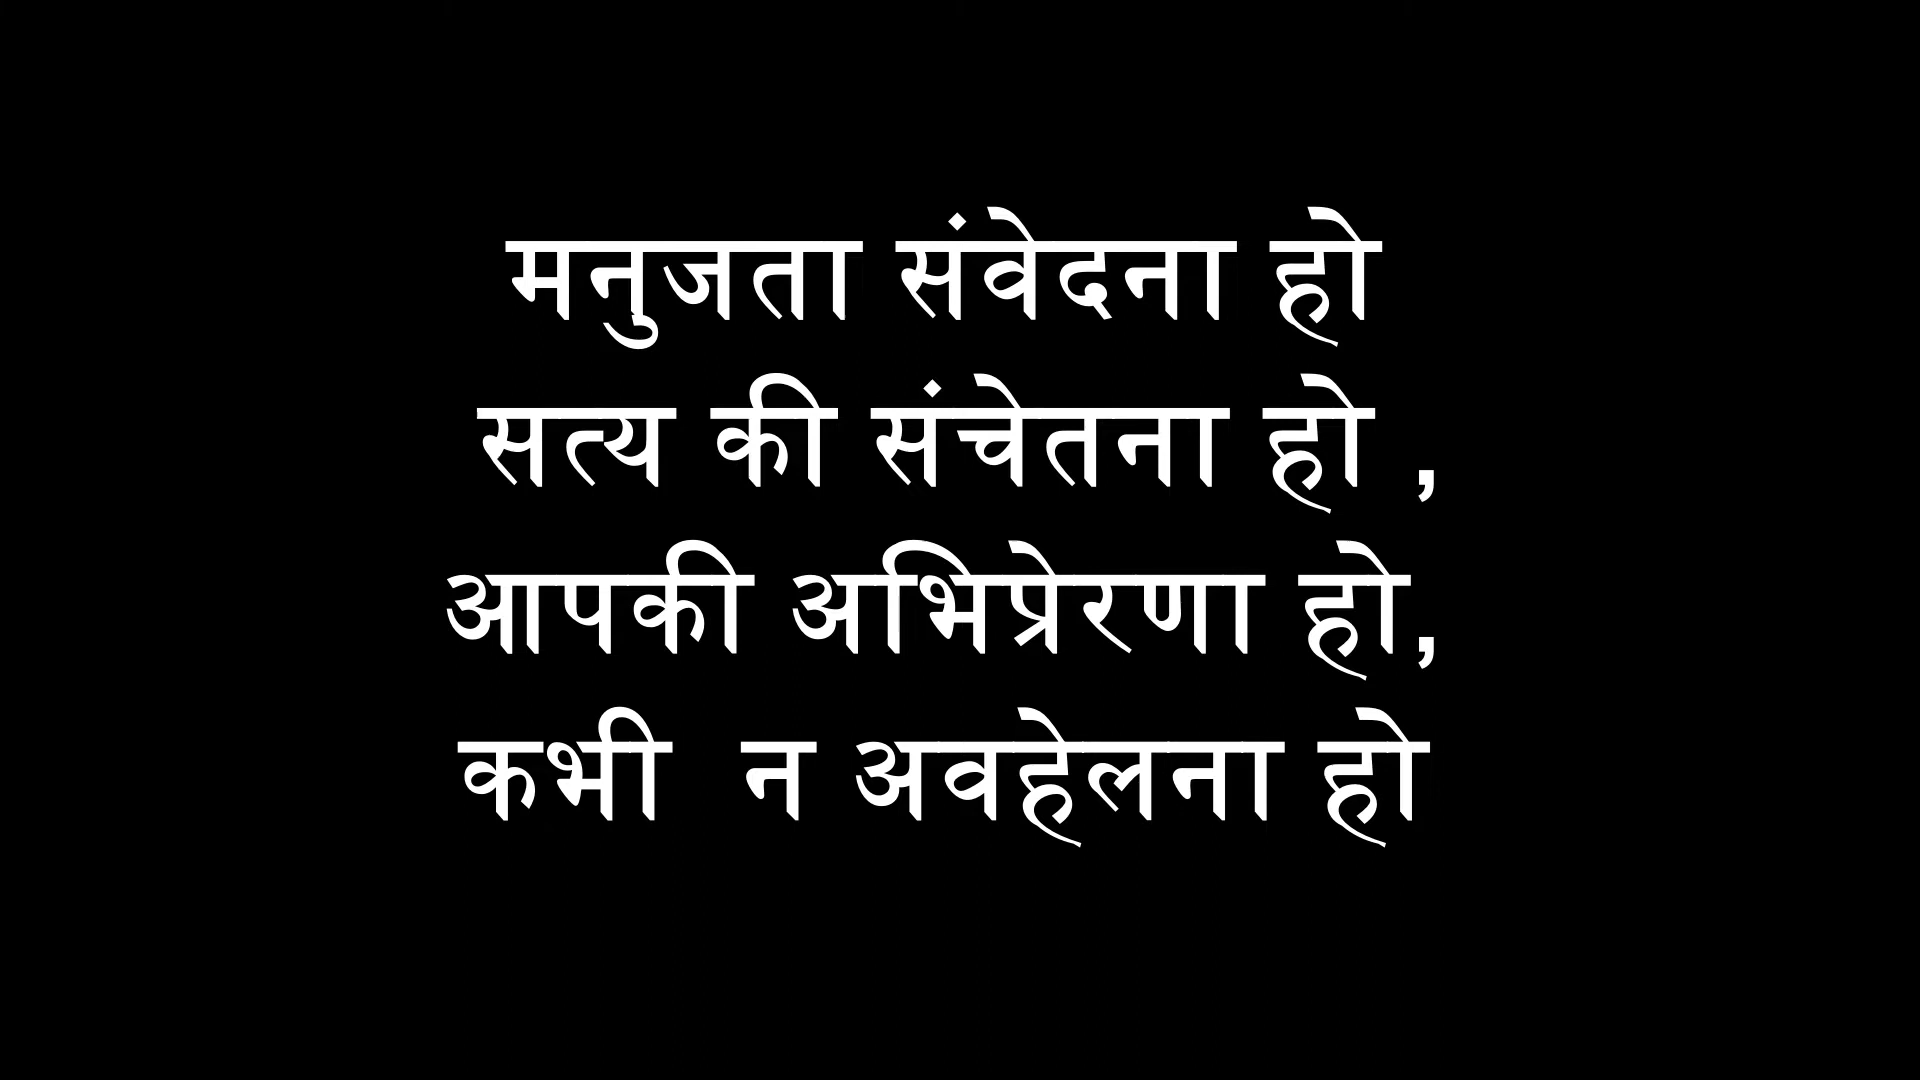 मनुजता संवेदना हो
सत्य की संचेतना हो ,
आपकी अभिप्रेरणा हो,
कभी  न अवहेलना हो